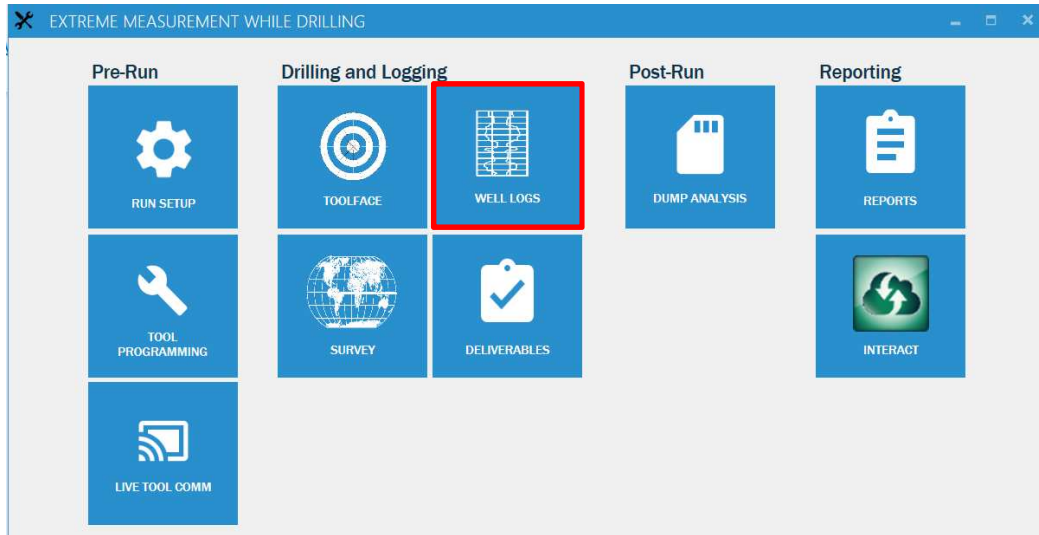 EXTREME MEASUREMENT WHILE DRILLING
Pre-Run
Drilling and Logging
Post-Run
Reporting
RUN SETUP
TOOLFACE
WELL LOGS
DUMP ANALYSIS
REPORTS
TOOL
PROGRAMMING
SURVEY
DELIVERABLES
INTERACT
LIVE TOOL COMM